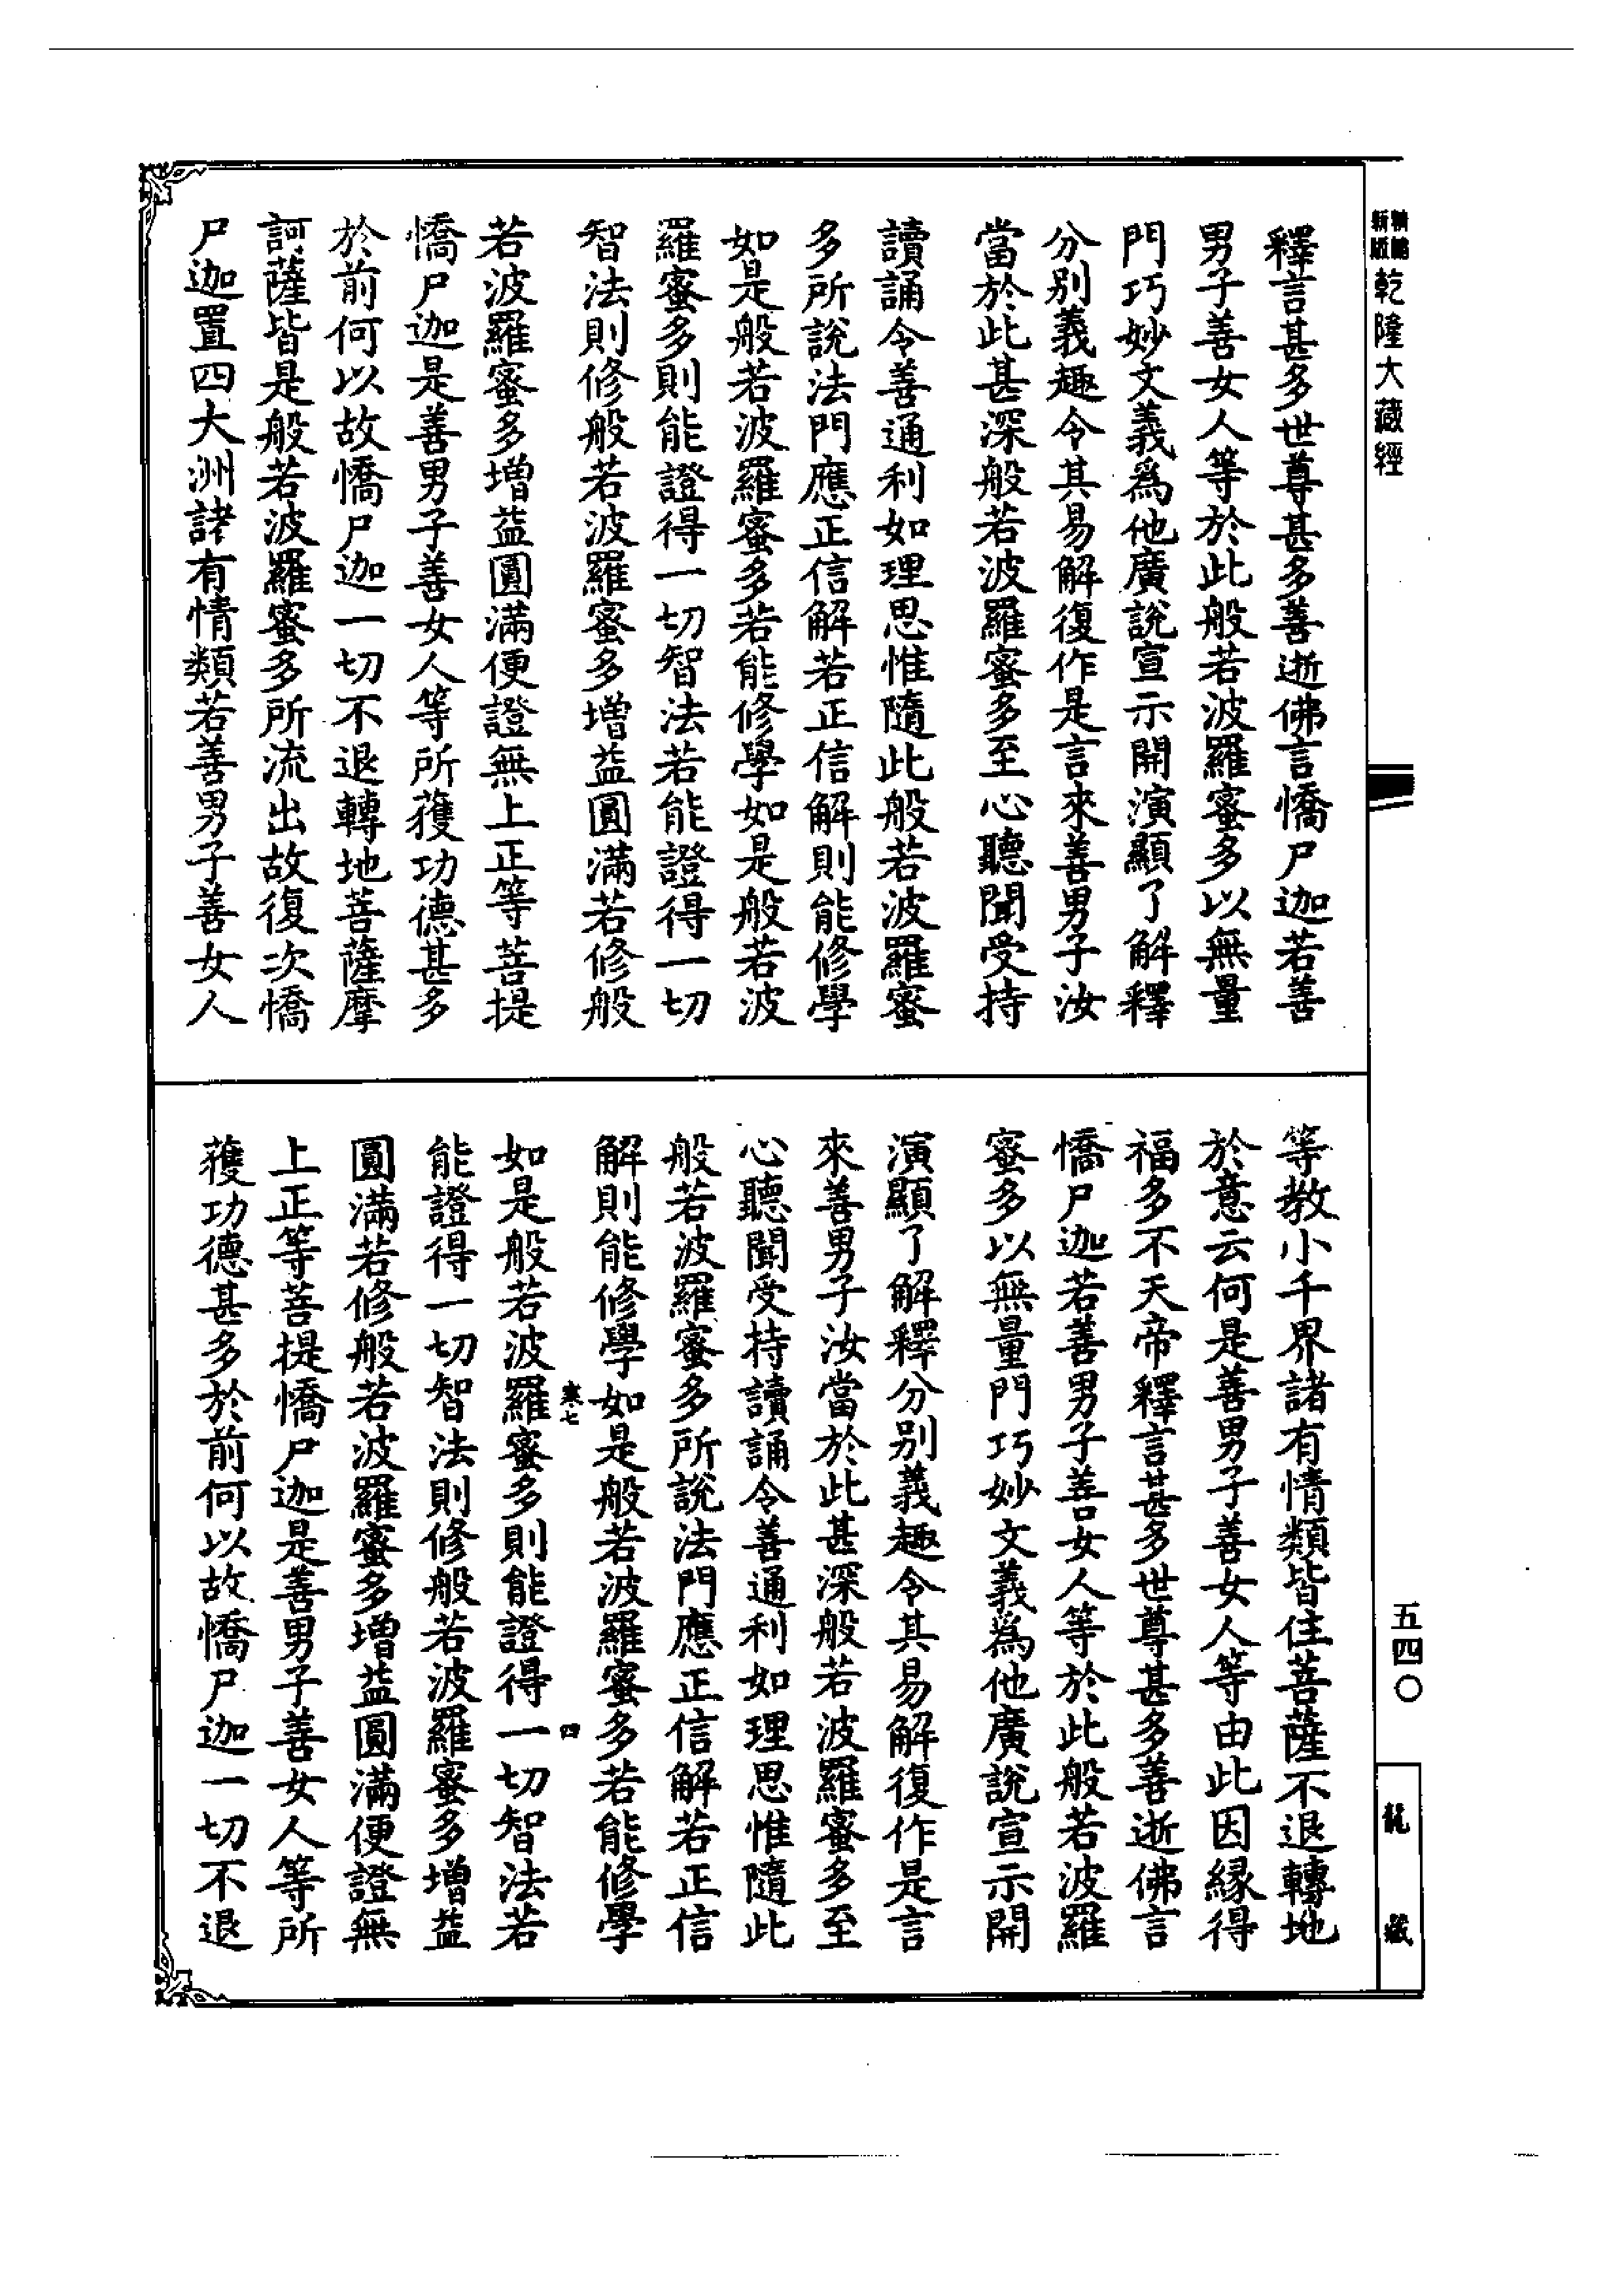 精縮新版乾隆大藏經
釋言甚多世尊甚多善逝佛言憍尸迦若善
男子善女人等於此般若波羅蜜多以無量
門巧妙文義爲他廣說宣示開演顯了解釋
分別義趣令其易解復作是言來善男子汝
當於此甚深般若波羅蜜多至心聽聞受持
讀誦令善通利如理思惟隨此般若波羅蜜
多所說法門應正信解若正信解則能修學
如是般若波羅蜜多若能修學如是般若波
羅蜜多則能證得一切智法若能證得一切
智法則修般若波羅蜜多增益圓滿若修般
若波羅蜜多增益圓滿便證無上正等菩提
憍尸迦是善男子善女人等所獲功德甚多
於前何以故憍尸迦一切不退轉地菩薩摩
訶薩皆是般若波羅蜜多所流出故復次憍
尸迦置四大洲諸有情類若善男子善女人
等教小千界諸有情類皆住菩薩不退轉地
於意云何是善男子善女人等由此因緣得
福多不天帝釋言甚多世尊甚多善逝佛言
憍尸迦若善男子善女人等於此般若波羅
蜜多以無量門巧妙文義爲他廣說宣示開
演顯了解釋分別義趣令其易解復作是言
來善男子汝當於此甚深般若波羅蜜多至
心聽聞受持讀誦令善通利如理思惟隨此
般若波羅蜜多所說法門應正信解若正信
解則能修學如是般若波羅蜜多若能修學
寒七 四
如是般若波羅蜜多則能證得一切智法若
能證得一切智法則修般若波羅蜜多增益
圓滿若修般若波羅蜜多增益圓滿便證無
上正等菩提憍尸迦是善男子善女人等所
獲功德甚多於前何以故憍尸迦一切不退
五四〇
龍藏